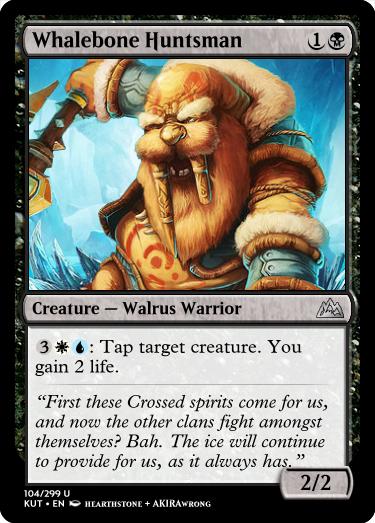 Whalebone Huntsman 1
Creature — Walrus Warrior
3: Tap target creature. You
gain 2 life.
“First these Crossed spirits come for us,
and now the other clans fight amongst
themselves? Bah. The ice will continue
to provide for us, as it always has.”
2/2
104/299 U
KUT • EN HEARTHSTONE + AKIRAWRONG